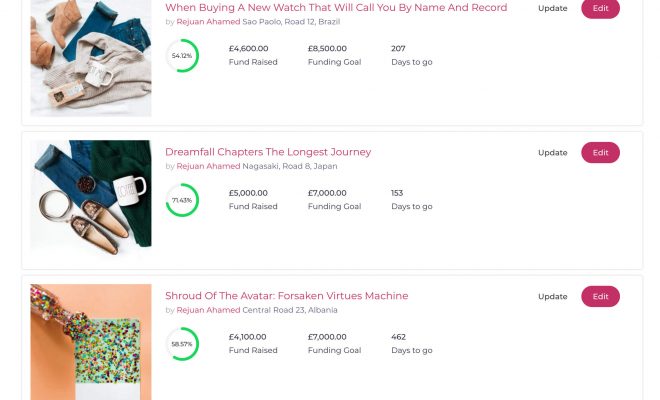 When Buying A New Watch That Will Call You By Name And Record
Update
Edit
by Rejuan Ahamed Sao Paolo, Road 12, Brazil
54.12%
£4,600.00
£8,500.00
207
Fund Raised
Funding Goal
Days to go
Dreamfall Chapters The Longest Journey
Update
Edit
by Rejuan Ahamed Nagasaki, Road 8, Japan
71.43%
£5,000.00
£7,000.00
153
Fund Raised
Funding Goal
Days to go
Shroud Of The Avatar: Forsaken Virtues Machine
Update
Edit
by Rejuan Ahamed Central Road 23, Albania
58.57%
£4,100.00
£7,000.00
462
Fund Raised
Funding Goal
Days to go